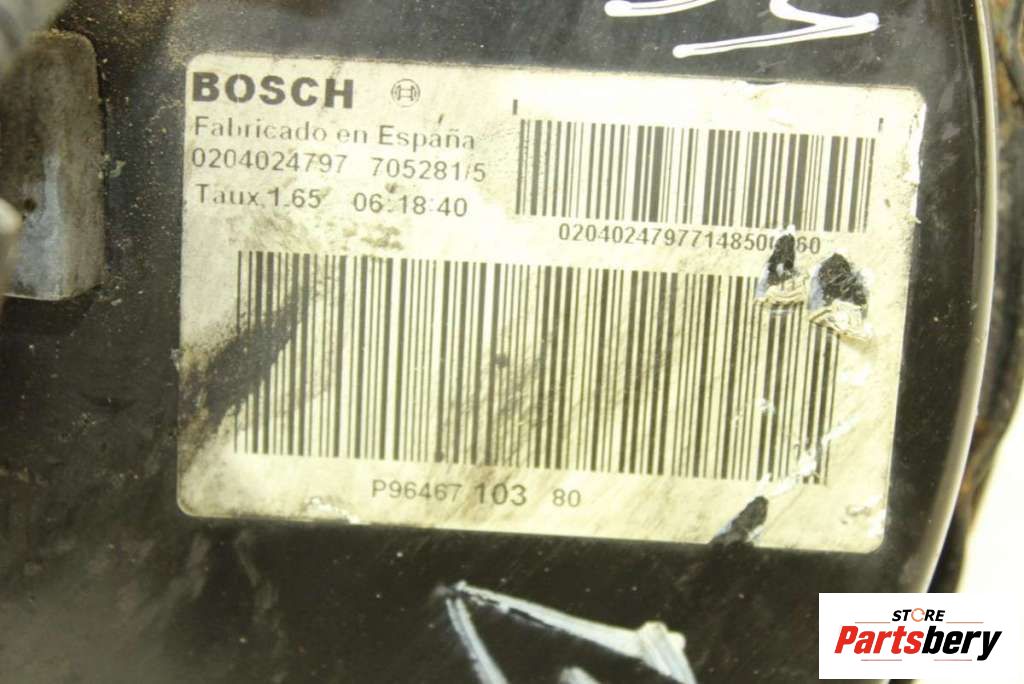 BOSCH
Fabricado en España
0204024797 705281/5
Taux,1.65 06:18:40
P96467 103 80
STORE
Partsbery